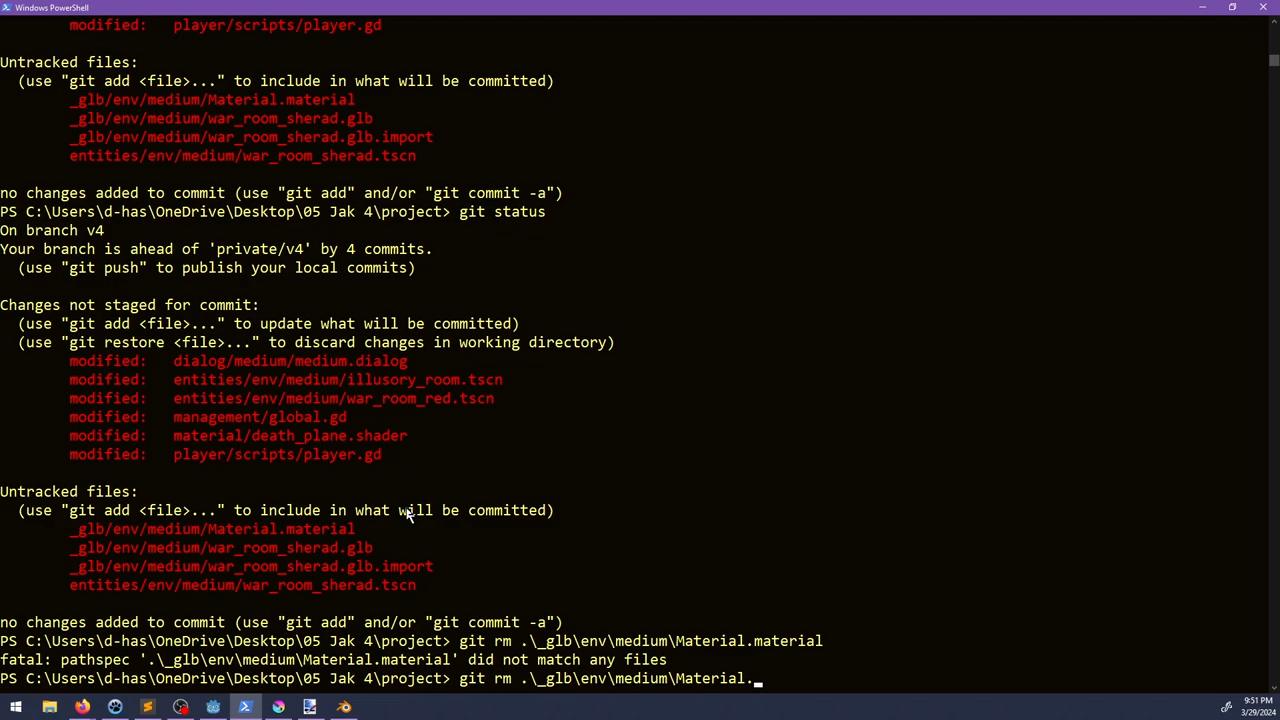 Windows PowerShell
modified: player/scripts/player.gd
Untracked files:
(use "git add <file>..." to include in what will be committed)
_glb/env/medium/Material.material
_glb/env/medium/war_room_sherad.glb
_glb/env/medium/war_room_sherad.glb.import
entities/env/medium/war_room_sherad.tscn
no changes added to commit (use "git add" and/or "git commit -a")
PS C:\Users\d-has\OneDrive\Desktop\05 Jak 4\project> git status
On branch v4
Your branch is ahead of 'private/v4' by 4 commits.
(use "git push" to publish your local commits)
Changes not staged for commit:
(use "git add <file>..." to update what will be committed)
(use "git restore <file>..." to discard changes in working directory)
modified: dialog/medium/medium.dialog
modified: entities/env/medium/illusory_room.tscn
modified: entities/env/medium/war_room_red.tscn
modified: management/global.gd
modified: material/death_plane.shader
modified: player/scripts/player.gd
Untracked files:
(use "git add <file>..." to include in what will be committed)
_glb/env/medium/Material.material
_glb/env/medium/war_room_sherad.glb
_glb/env/medium/war_room_sherad.glb.import
entities/env/medium/war_room_sherad.tscn
no changes added to commit (use "git add" and/or "git commit -a")
PS C:\Users\d-has\OneDrive\Desktop\05 Jak 4\project> git rm .\_glb\env\medium\Material.material
fatal: pathspec '.\_glb\env\medium\Material.material' did not match any files
PS C:\Users\d-has\OneDrive\Desktop\05 Jak 4\project> git rm .\_glb\env\medium\Material.
9:51 PM
3/29/2024